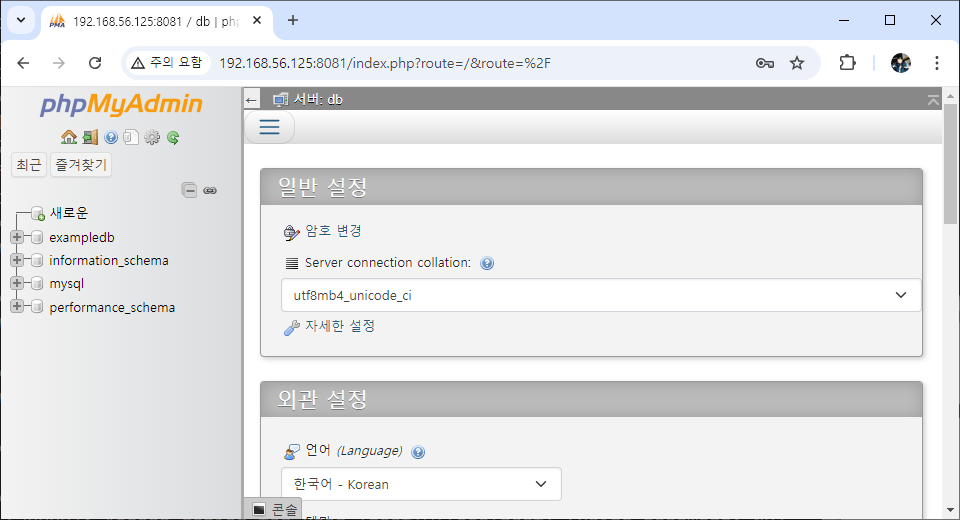 192.168.56.125:8081 / db | ph
주의 요함
192.168.56.125:8081/index.php?route=/&route=%2F
phpMyAdmin
최근
즐겨찾기
새로운
exampledb
information_schema
mysql
performance_schema
서버: db
일반 설정
암호 변경
Server connection collation:
utf8mb4_unicode_ci
자세한 설정
외관 설정
언어 (Language)
한국어 - Korean
콘솔